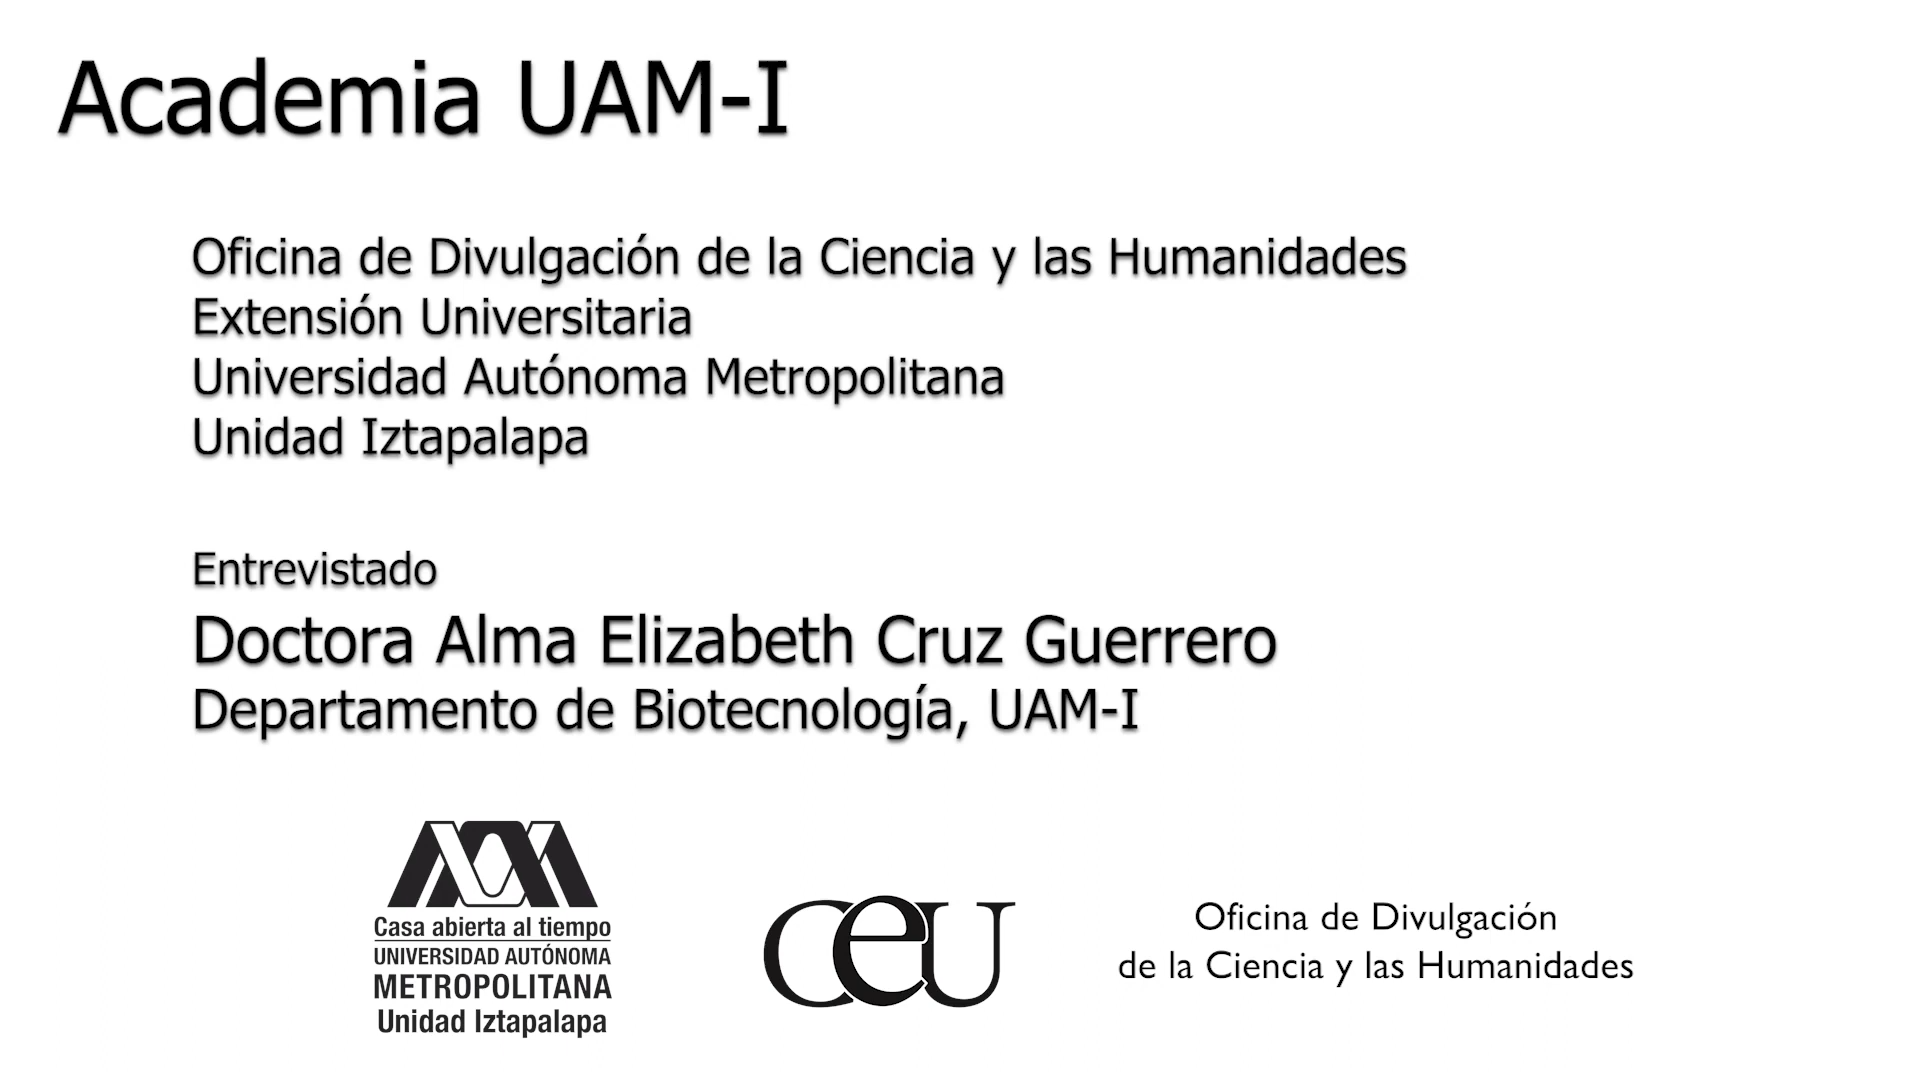 Academia UAM-I
Oficina de Divulgación de la Ciencia y las Humanidades
Extensión Universitaria
Universidad Autónoma Metropolitana
Unidad Iztapalapa
Entrevistado
Doctora Alma Elizabeth Cruz Guerrero
Departamento de Biotecnología, UAM-I
Casa abierta al tiempo
UNIVERSIDAD AUTÓNOMA
METROPOLITANA
Unidad Iztapalapa
ceu
Oficina de Divulgación
de la Ciencia y las Humanidades